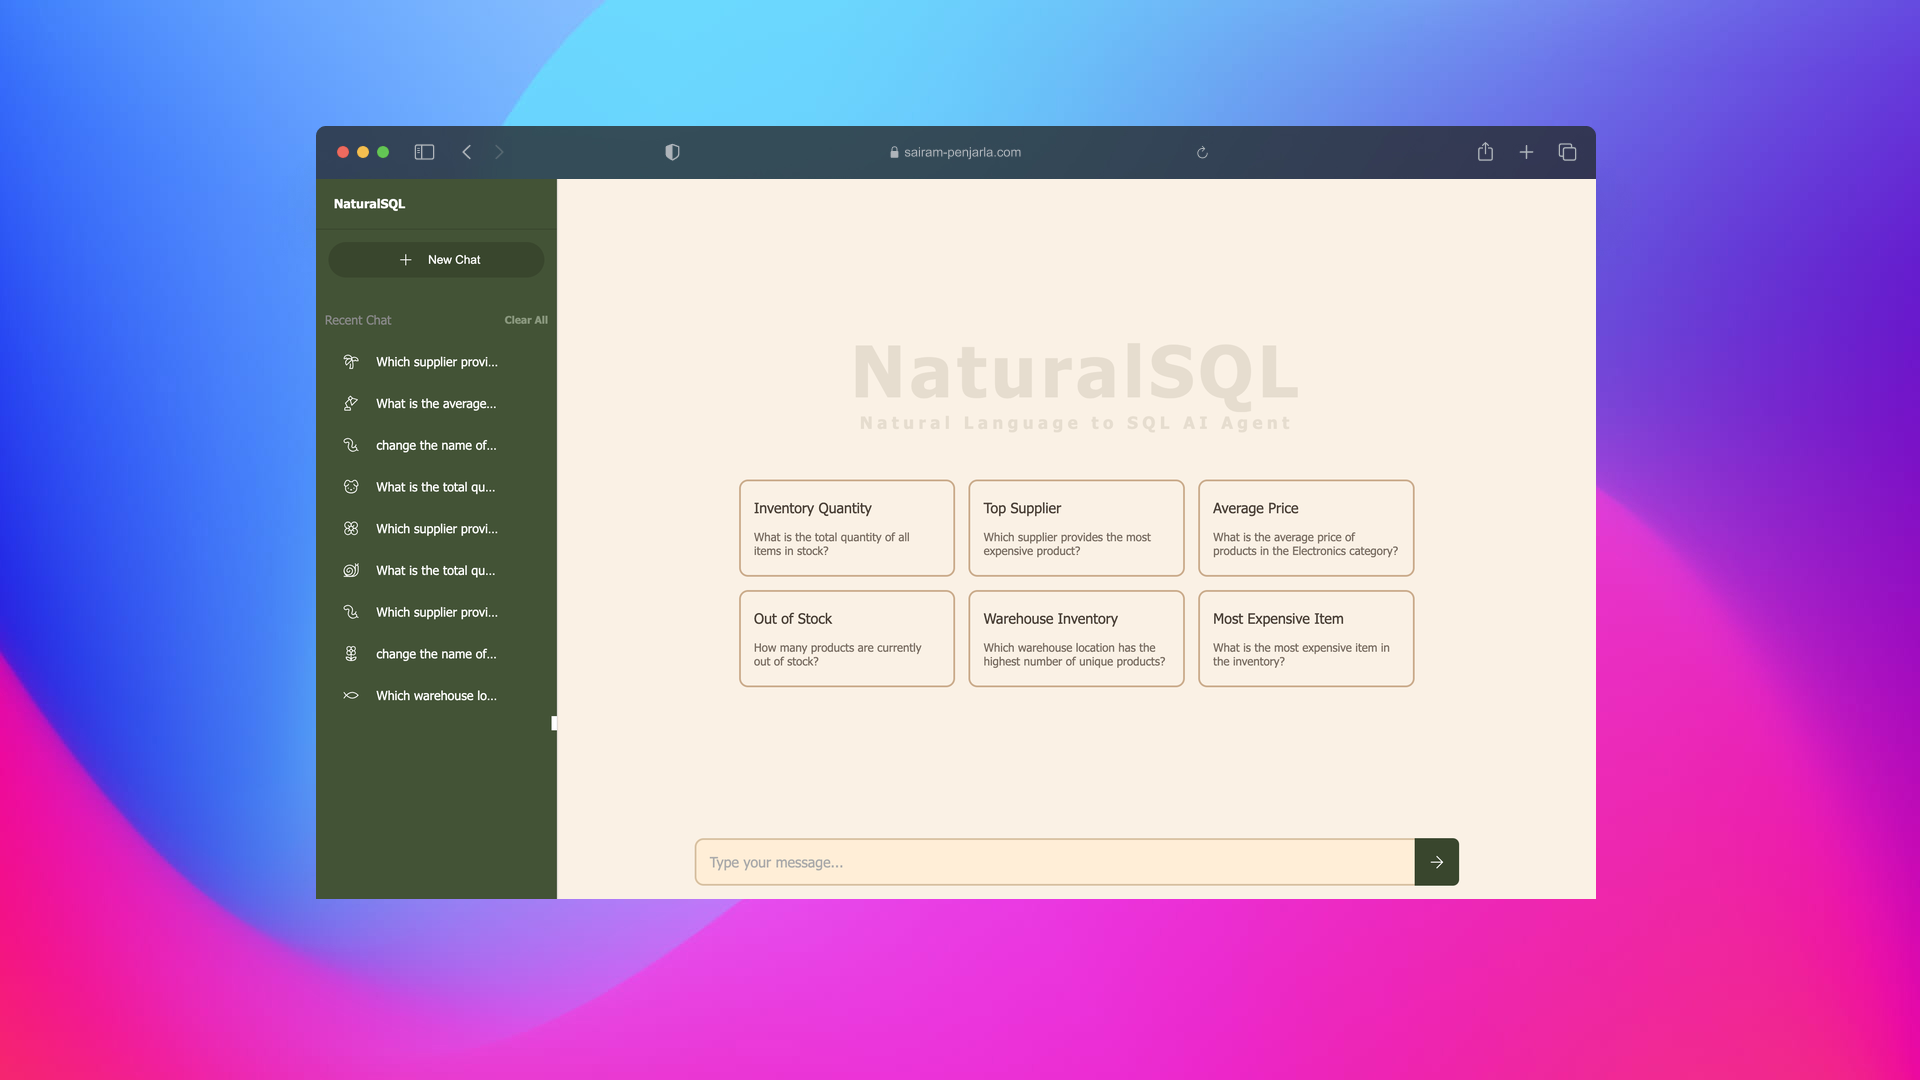 sairam-penjarla.com
NaturalSQL
New Chat
Recent Chat
Clear All
Which supplier provi...
What is the average...
change the name of...
What is the total qu...
Which supplier provi...
What is the total qu...
Which supplier provi...
change the name of...
Which warehouse lo...
NaturalSQL
Natural Language to SQL AI Agent
Inventory Quantity
What is the total quantity of all
items in stock?
Top Supplier
Which supplier provides the most
expensive product?
Average Price
What is the average price of
products in the Electronics category?
Out of Stock
How many products are currently
out of stock?
Warehouse Inventory
Which warehouse location has the
highest number of unique products?
Most Expensive Item
What is the most expensive item in
the inventory?
Type your message...